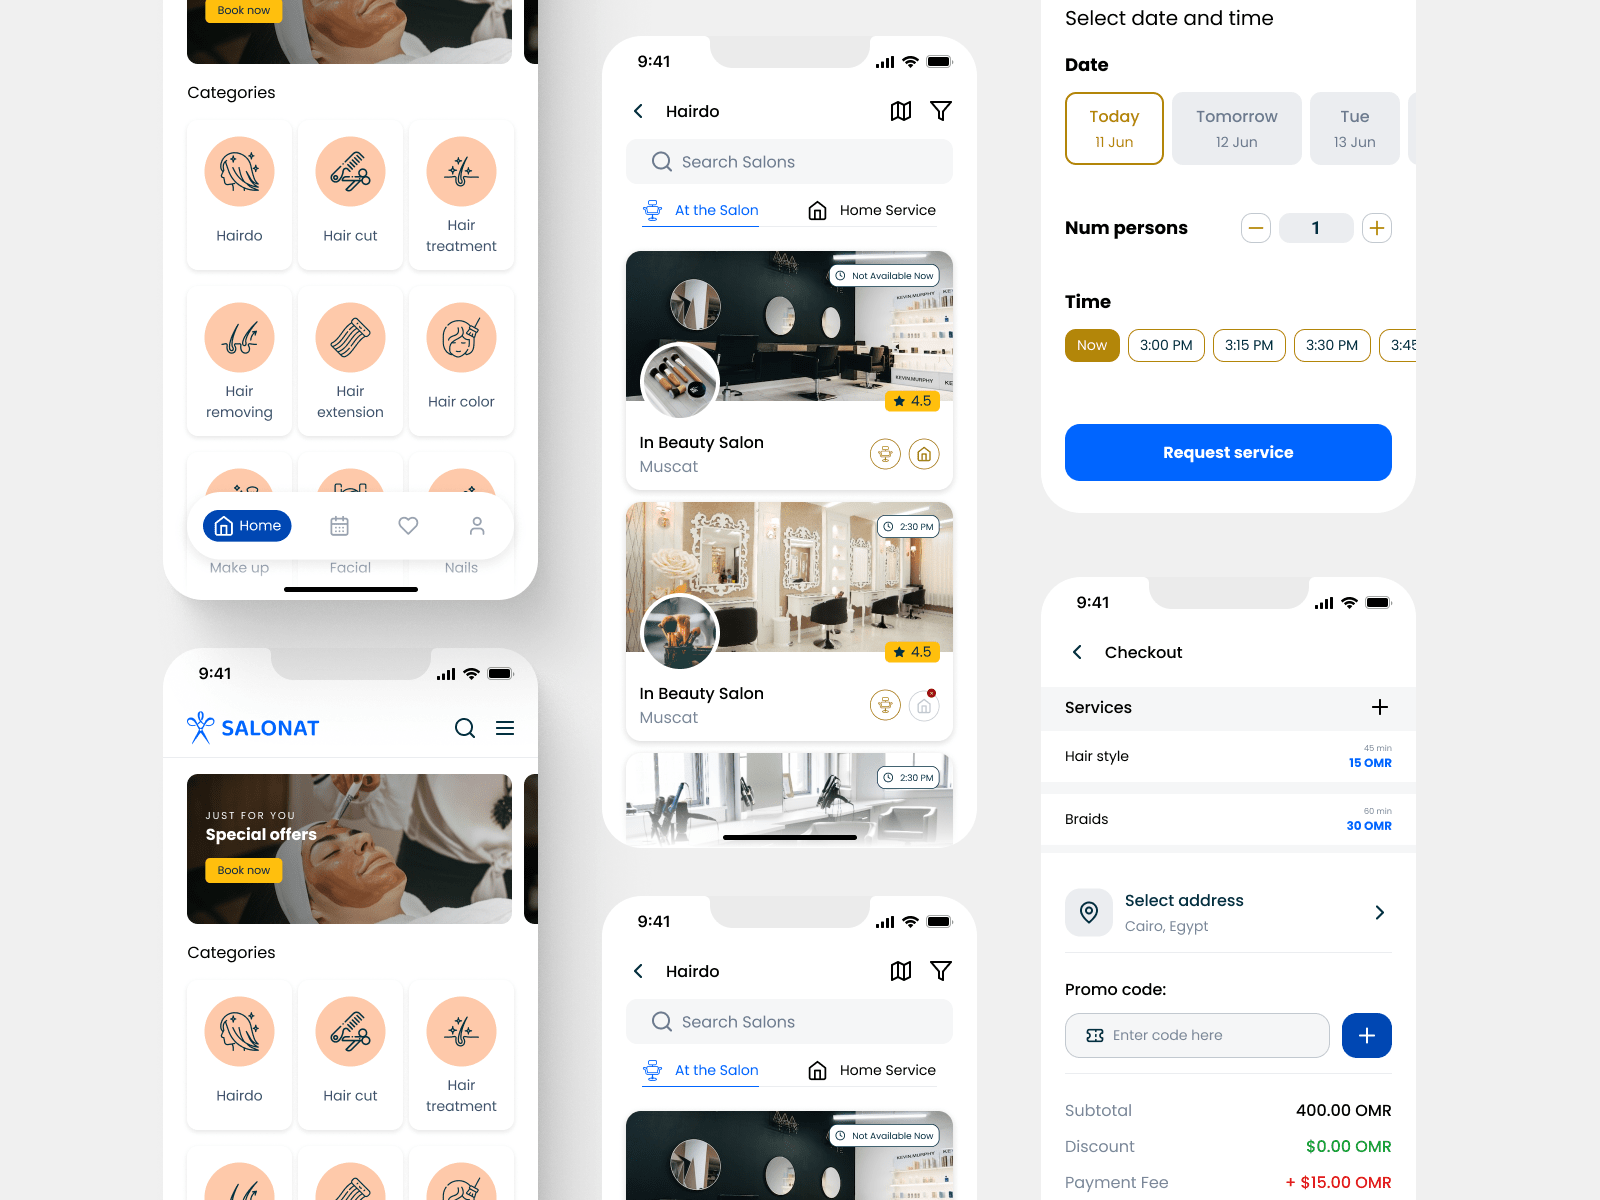 Book now
Categories
Hairdo
Hair cut
Hair
treatment
Hair
removing
Hair
extension
Hair color
Home
Make up
Facial
Nails
9:41
SALONAT
JUST FOR YOU
Special offers
Book now
Categories
Hairdo
Hair cut
Hair
treatment
9:41
Hairdo
Search Salons
At the Salon
Home Service
Not Available Now
KEVIN.MURPHY
KEVIN.MURPHY
4.5
In Beauty Salon
Muscat
2:30 PM
4.5
In Beauty Salon
Muscat
2:30 PM
9:41
Hairdo
Search Salons
At the Salon
Home Service
Not Available Now
KEVIN.MURPHY
Select date and time
Date
Today
11 Jun
Tomorrow
12 Jun
Tue
13 Jun
Num persons
1
Time
Now
3:00 PM
3:15 PM
3:30 PM
3:45
Request service
9:41
Checkout
Services
Hair style
45 min
15 OMR
Braids
60 min
30 OMR
Select address
Cairo, Egypt
Promo code:
Enter code here
Subtotal
400.00 OMR
Discount
$0.00 OMR
Payment Fee
+ $15.00 OMR